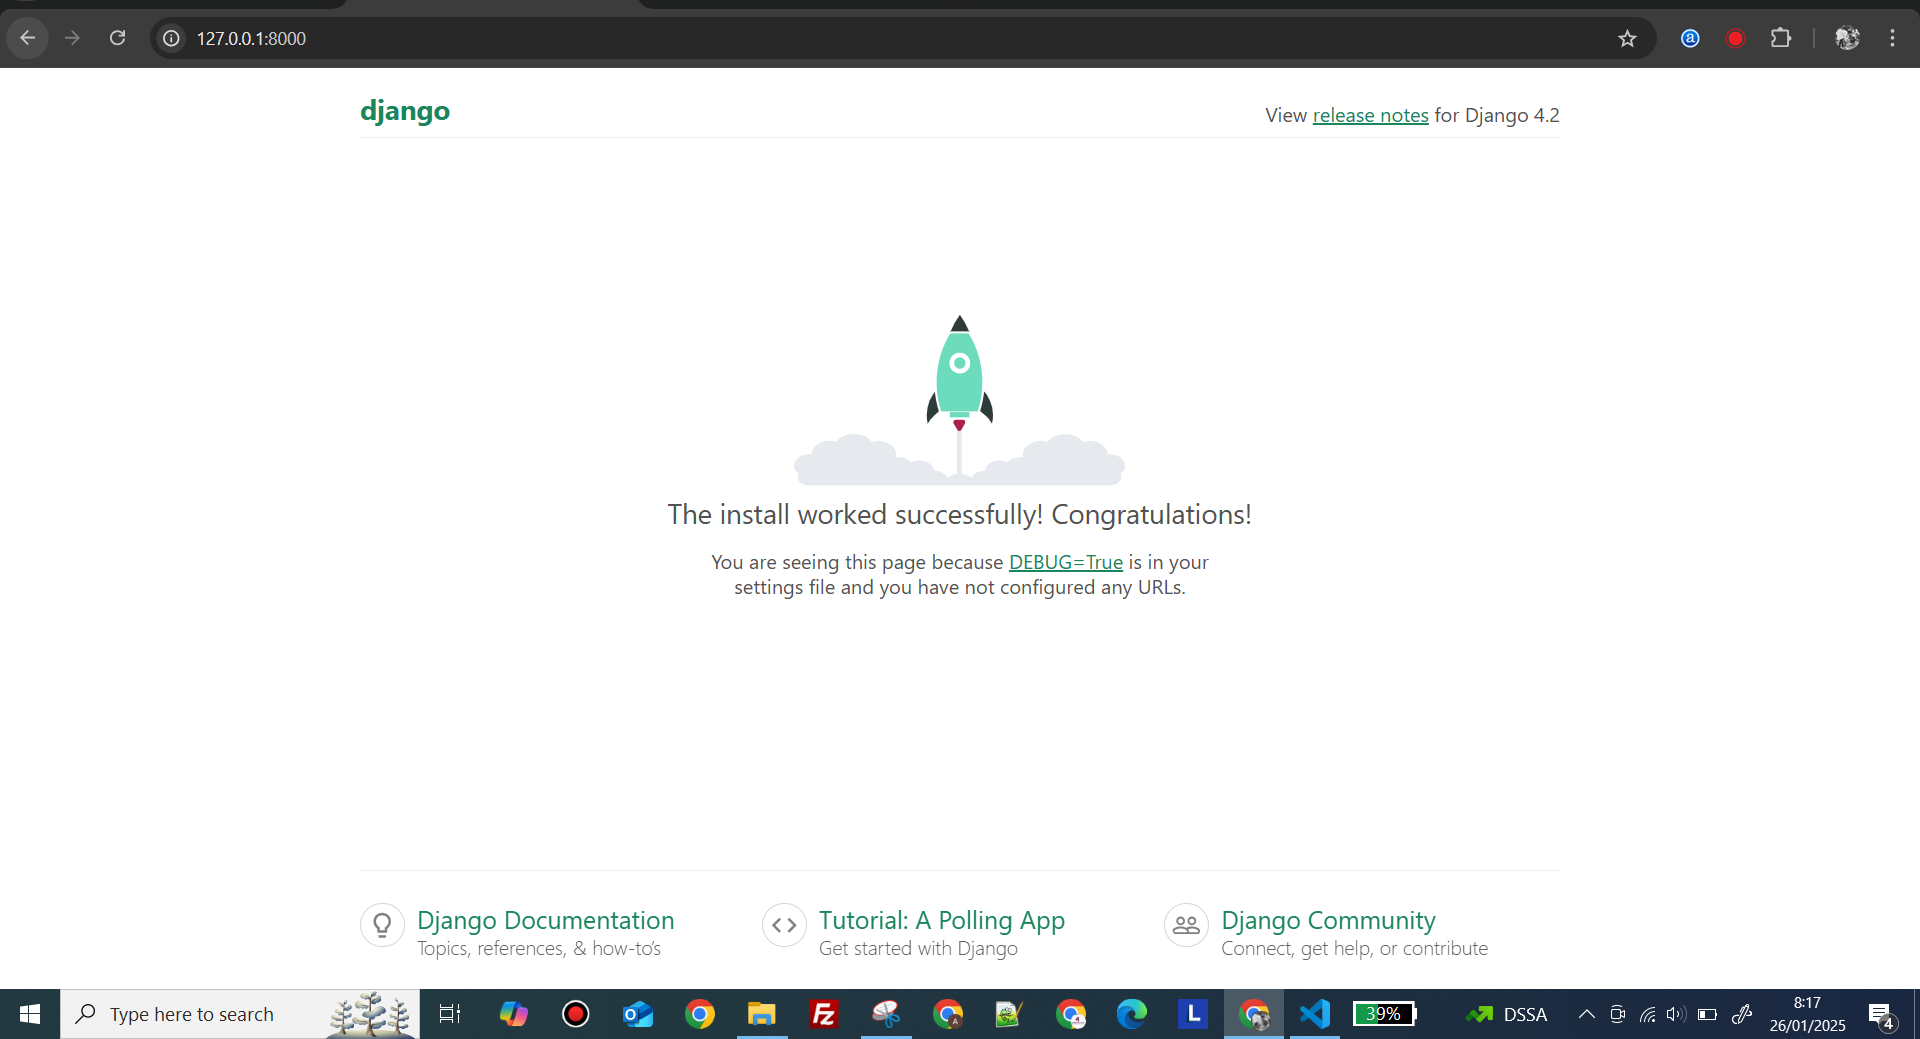 127.0.0.1:8000
django
View release notes for Django 4.2
The install worked successfully! Congratulations!
You are seeing this page because DEBUG=True is in your
settings file and you have not configured any URLs.
Django Documentation
Topics, references, & how-to's
Tutorial: A Polling App
Get started with Django
Django Community
Connect, get help, or contribute
Type here to search
39%
DSSA
8:17
26/01/2025
4